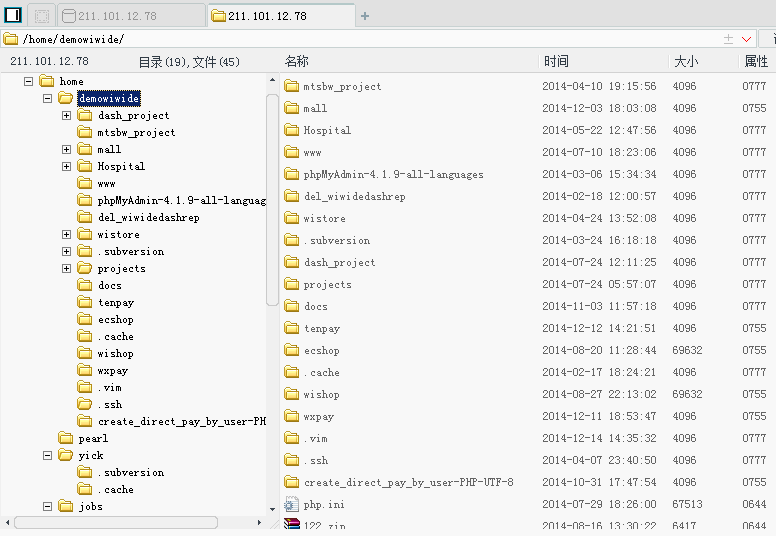 211.101.12.78 211.101.12.78
/home/demowiwide/
211.101.12.78 目录(19),文件(45) 名称 时间 大小 属性
home
demowiwide
dash_project
mtsbw_project
mall
Hospital
www
phpMyAdmin-4.1.9-all-languag
del_wiwidedashrep
wistore
.subversion
projects
docs
tenpay
ecshop
.cache
wishop
wxpay
.vim
.ssh
create_direct_pay_by_user-PH
pearl
yick
.subversion
.cache
jobs
mtsbw_project 2014-04-10 19:15:56 4096 0777
mall 2014-12-03 18:03:08 4096 0755
Hospital 2014-05-22 12:47:56 4096 0777
www 2014-07-10 18:23:06 4096 0777
phpMyAdmin-4.1.9-all-languages 2014-03-06 15:34:34 4096 0777
del_wiwidedashrep 2014-02-18 12:00:57 4096 0777
wistore 2014-04-24 13:52:08 4096 0777
.subversion 2014-03-24 16:18:18 4096 0777
dash_project 2014-07-24 12:11:25 4096 0777
projects 2014-07-24 05:57:07 4096 0777
docs 2014-11-03 11:57:18 4096 0777
tenpay 2014-12-12 14:21:51 4096 0755
ecshop 2014-08-20 11:28:44 69632 0755
.cache 2014-02-17 18:24:21 4096 0777
wishop 2014-08-27 22:13:02 69632 0755
wxpay 2014-12-11 18:53:47 4096 0755
.vim 2014-12-14 14:35:32 4096 0777
.ssh 2014-04-07 23:40:50 4096 0777
create_direct_pay_by_user-PHP-UTF-8 2014-10-31 17:47:54 4096 0755
php.ini 2014-07-29 18:26:00 67513 0644
122.zip 2014-08-16 13:30:22 6417 0644